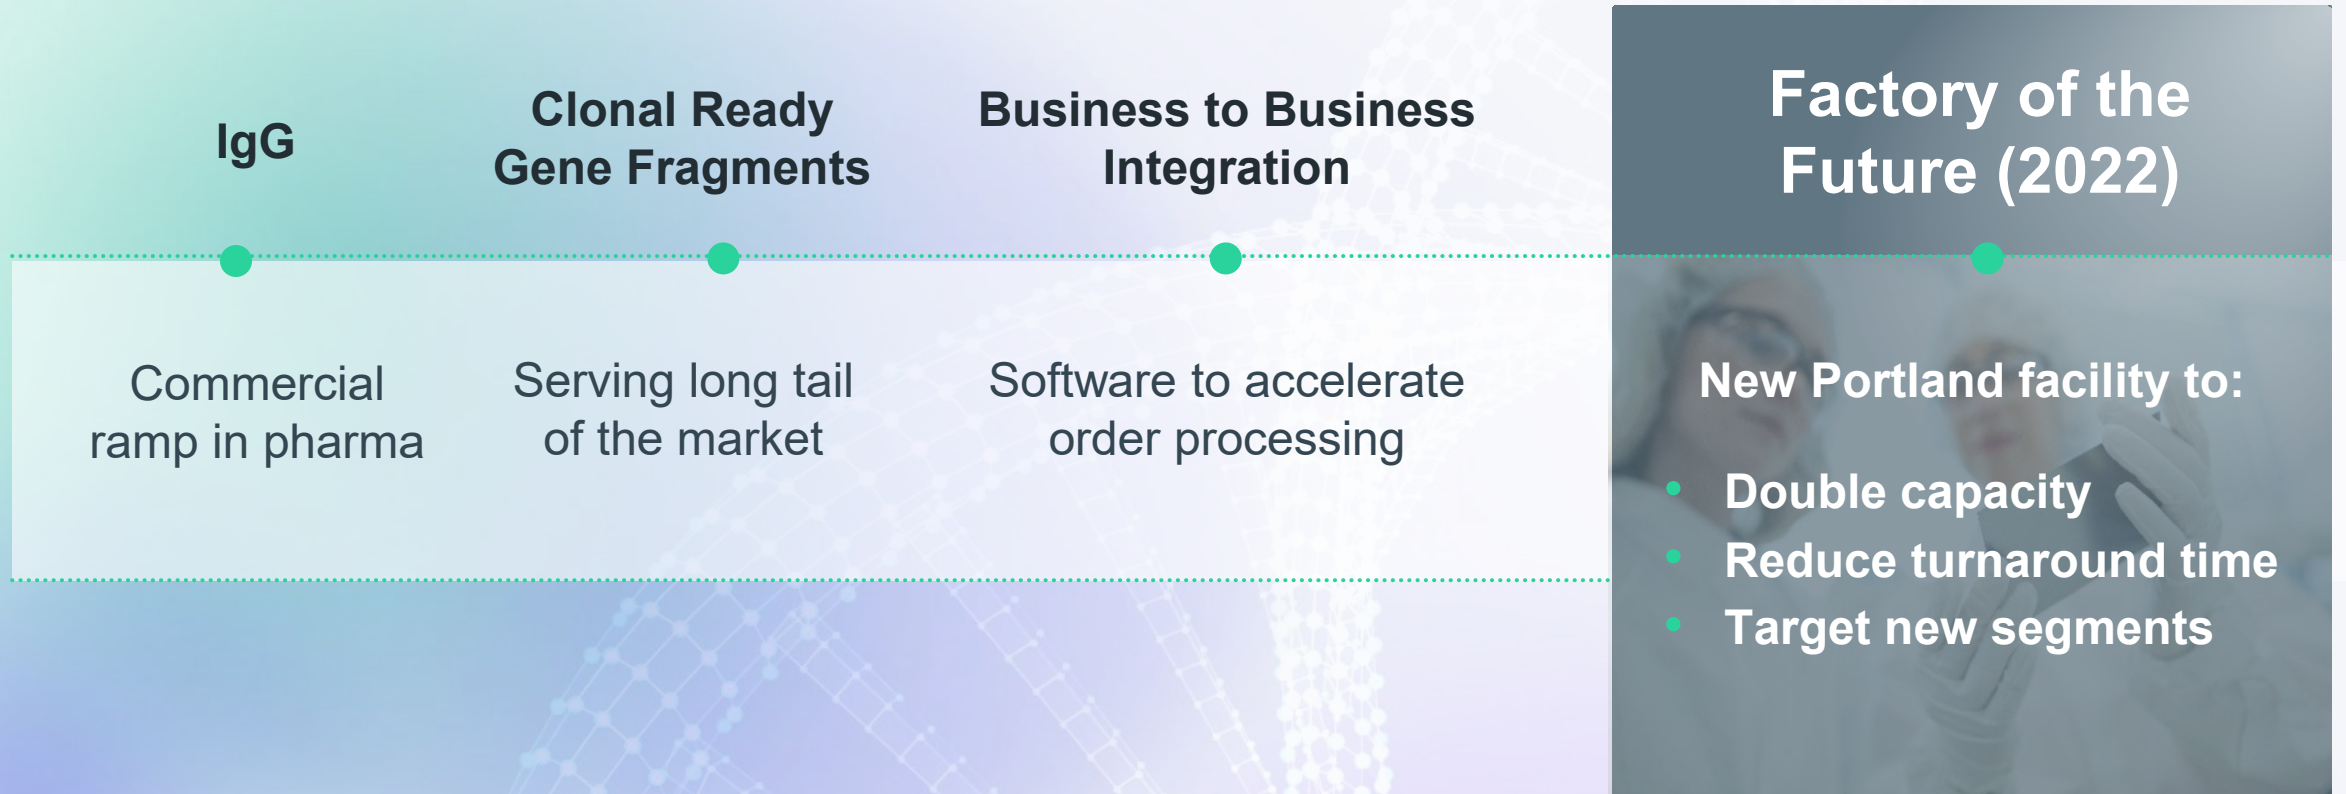 IgG
Commercial
ramp in pharma
Clonal Ready
Gene Fragments
Serving long tail
of the market
Business to Business
Integration
Software to accelerate
order processing
Factory of the
Future (2022)
New Portland facility to:
• Double capacity
• Reduce turnaround time
• Target new segments